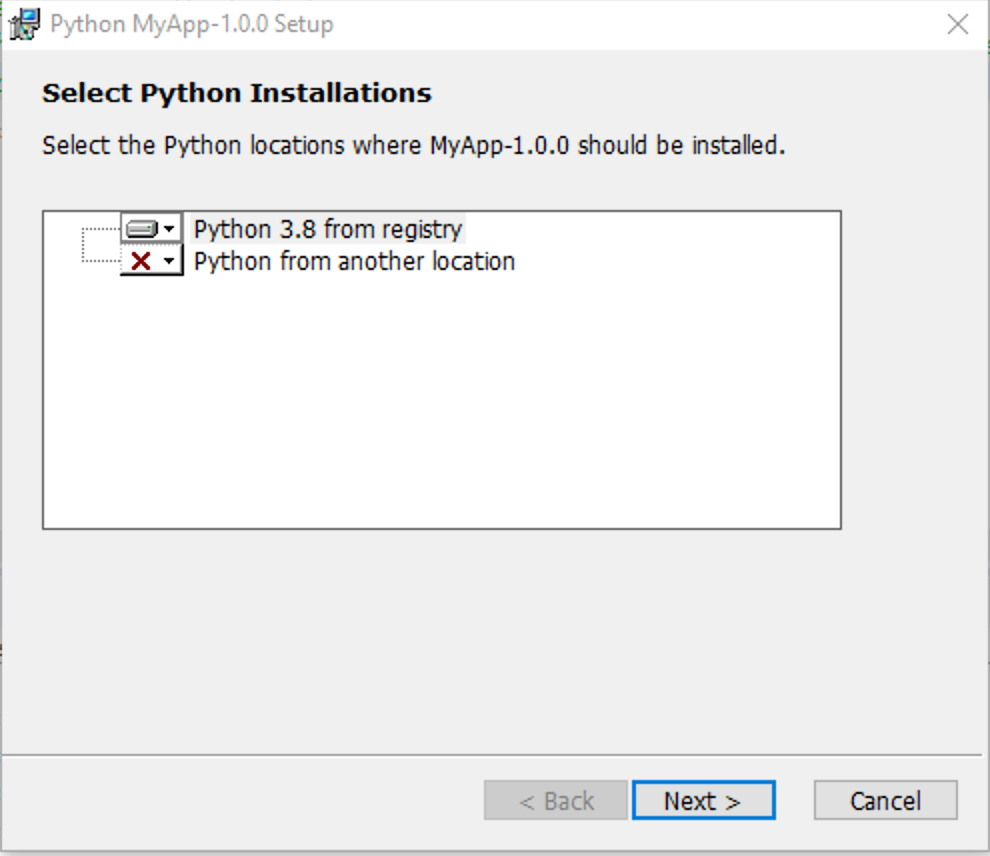 Python MyApp-1.0.0 Setup
Select Python Installations
Select the Python locations where MyApp-1.0.0 should be installed.
Python 3.8 from registry
Python from another location
< Back
Next >
Cancel